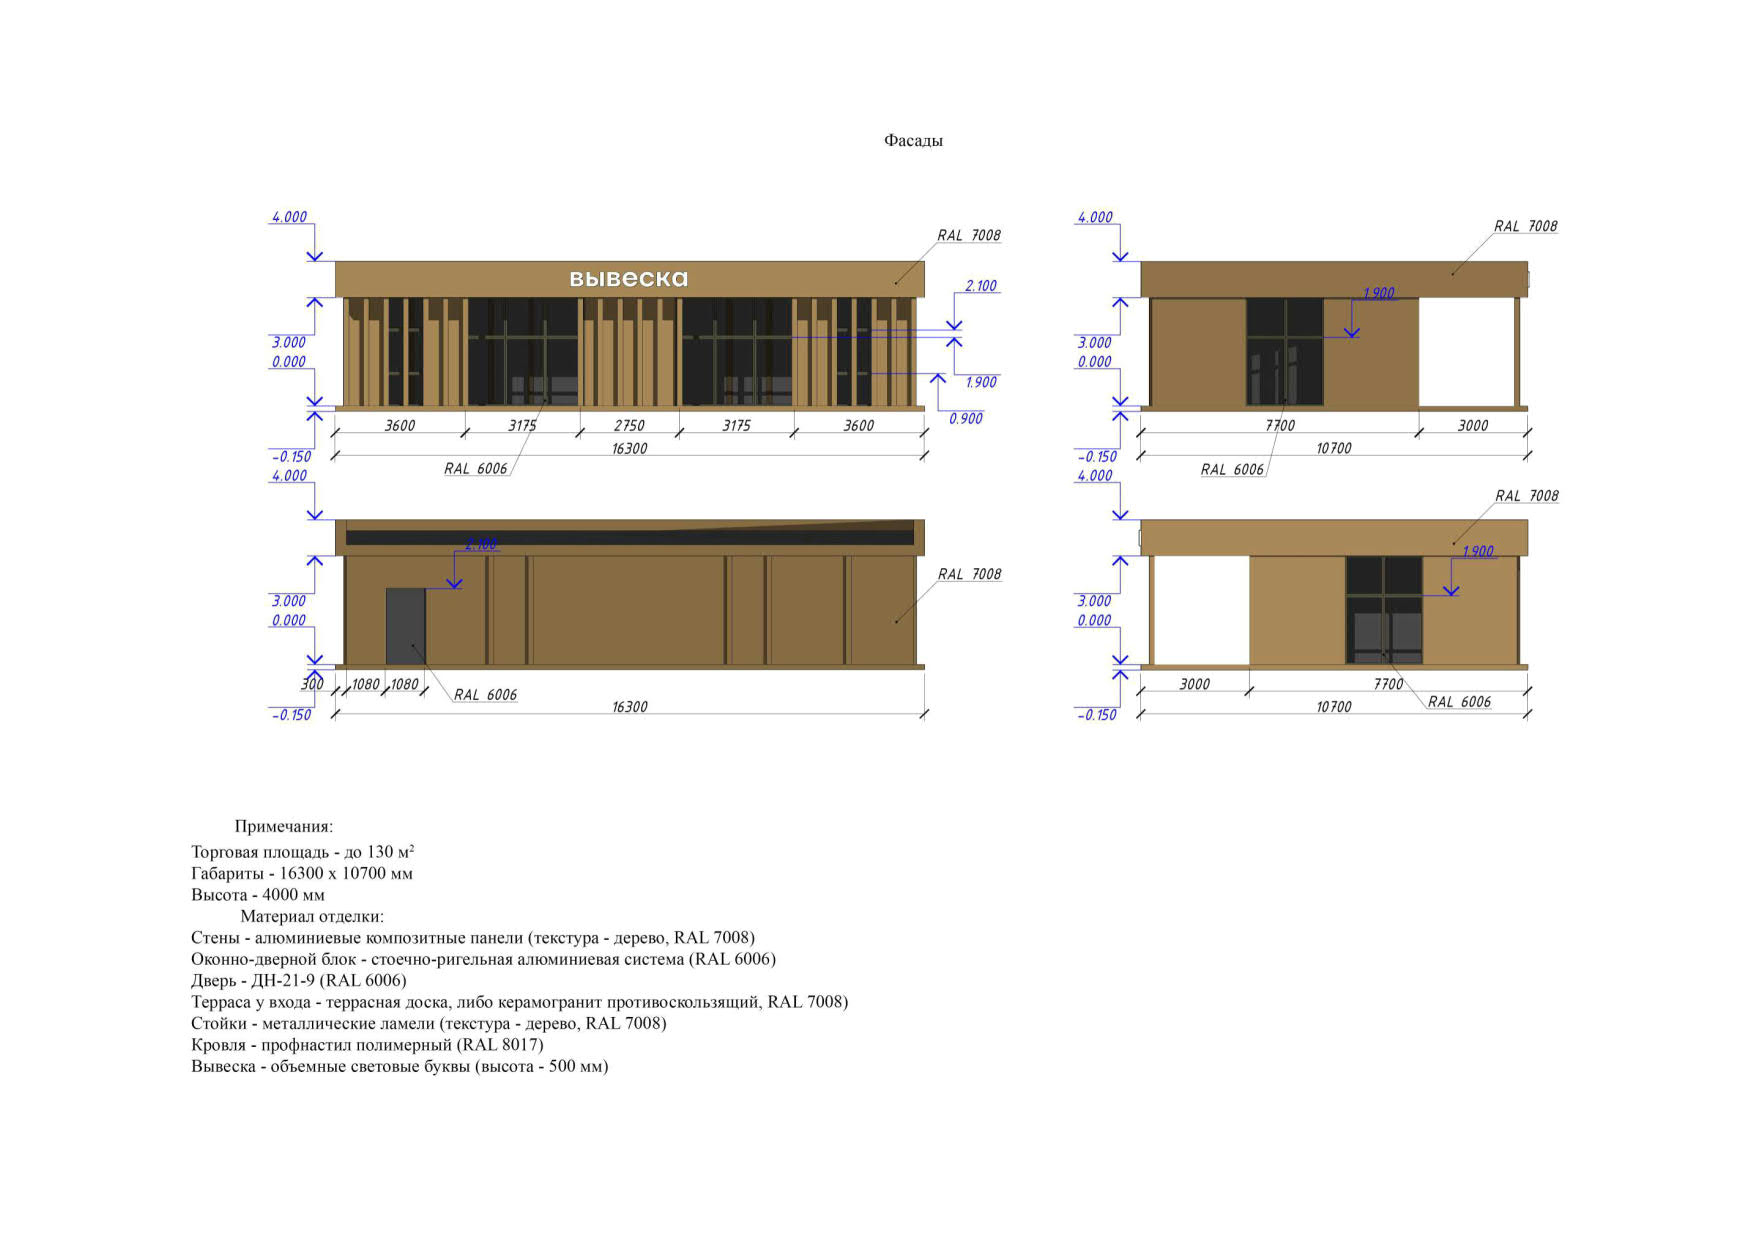 Фасады
4.000
RAL 7008
вывеска
2.100
3.000
0.000
1.900
0.900
3600
3175
2750
3175
3600
16300
-0.150
RAL 6006
4.000
RAL 7008
1.900
3.000
0.000
7700
3000
10700
-0.150
RAL 6006
4.000
2.100
RAL 7008
3.000
0.000
300
1080
1080
RAL 6006
16300
-0.150
4.000
RAL 7008
1.900
3.000
0.000
3000
7700
RAL 6006
10700
-0.150
Примечания:
Торговая площадь - до 130 м²
Габариты - 16300 х 10700 мм
Высота - 4000 мм
Материал отделки:
Стены - алюминиевые композитные панели (текстура - дерево, RAL 7008)
Оконно-дверной блок - стоечно-ригельная алюминиевая система (RAL 6006)
Дверь - ДН-21-9 (RAL 6006)
Терраса у входа - террасная доска, либо керамогранит противоскользящий, RAL 7008)
Стойки - металлические ламели (текстура - дерево, RAL 7008)
Кровля - профнастил полимерный (RAL 8017)
Вывеска - объемные световые буквы (высота - 500 мм)